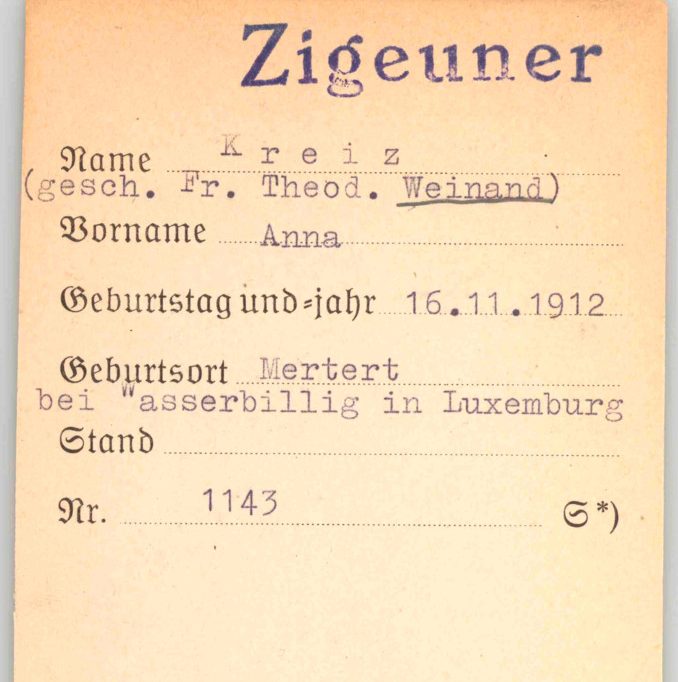 Zigeuner
Name K r e i z
(gesch. Fr. Theod. Weinand)
Vorname Anna
Geburtstag und=jahr 16.11.1912
Geburtsort Mertert
bei Wasserbillig in Luxemburg
Stand
Nr. 1143 S*)